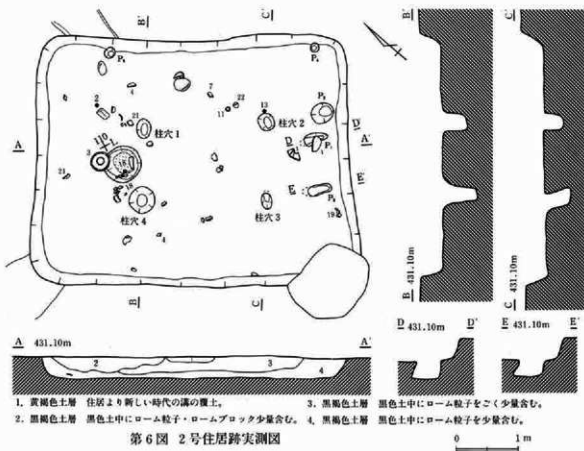 B' C'
P₄ P₅
4 7 22 11 13
2 21 柱穴 1 柱穴 2 P₂ D'
A 3 D P₁ A'
21 18 E E'
柱穴 4 柱穴 3 P₃
4 19
B C
B' C'
431.10m 431.10m
B C
A 431.10m A'
2 1 3 4
D 431.10m D' E 431.10m E'
1. 黄褐色土層 住居より新しい時代の溝の覆土。
3. 黒褐色土層 黒色土中にローム粒子をごく少量含む。
2. 黒褐色土層 黒色土中にローム粒子・ロームブロック少量含む。
4. 黒褐色土層 黒色土中にローム粒子を少量含む。
第6図 2号住居跡実測図
0 1m